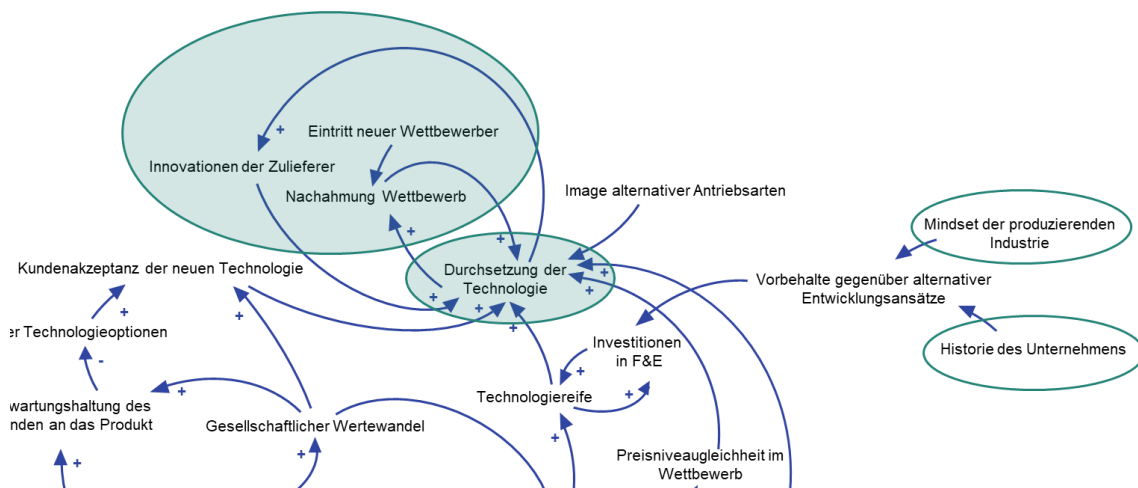 +
Eintritt neuer Wettbewerber
Innovationen der Zulieferer
Nachahmung Wettbewerb
Image alternativer Antriebsarten
+
+
Mindset der produzierenden
Industrie
Kundenakzeptanz der neuen Technologie
Durchsetzung der
Technologie
+
+
+
+
+
+
+
Vorbehalte gegenüber alternativer
Entwicklungsansätze
er Technologieoptionen
Investitionen
in F&E
Historie des Unternehmens
-
+
+
+
wartungshaltung des
nden an das Produkt
Gesellschaftlicher Wertewandel
Technologiereife
+
+
+
+
Preisniveaugleichheit im
Wettbewerb